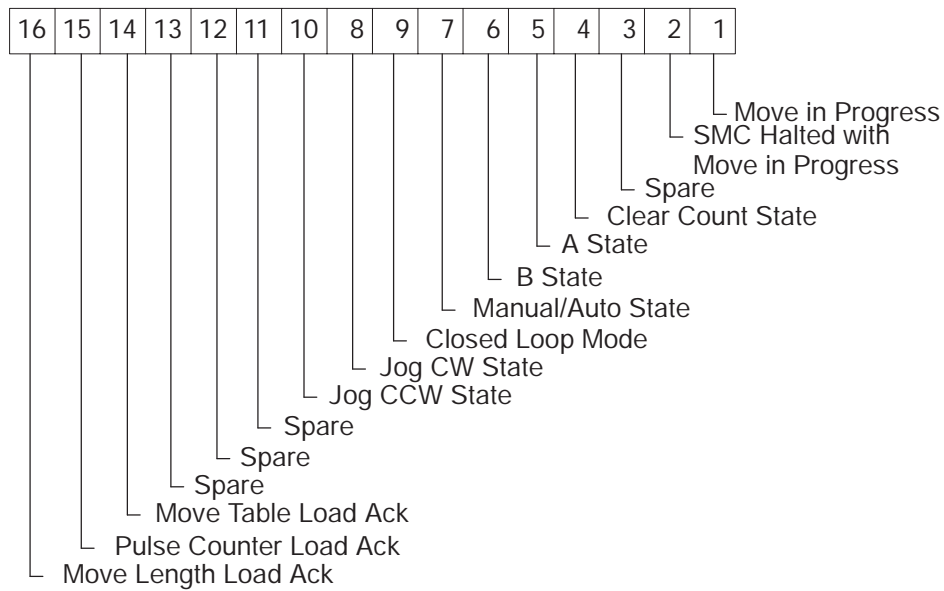 16 15 14 13 12 11 10 8 9 7 6 5 4 3 2 1
Move in Progress
SMC Halted with
Move in Progress
Spare
Clear Count State
A State
B State
Manual/Auto State
Closed Loop Mode
Jog CW State
Jog CCW State
Spare
Spare
Spare
Move Table Load Ack
Pulse Counter Load Ack
Move Length Load Ack